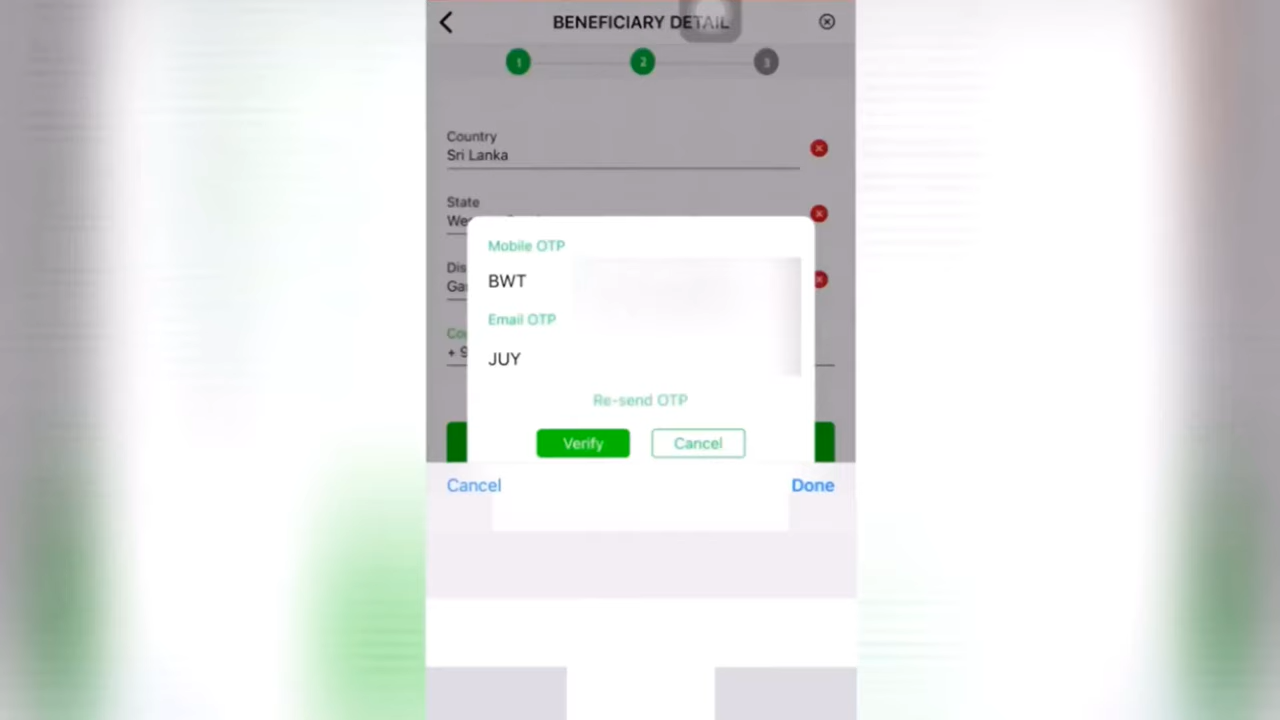 BENEFICIARY DETAIL
1 2 3
Country
Sri Lanka
State
Mobile OTP
BWT
Email OTP
JUY
Re-send OTP
Verify Cancel
Cancel Done